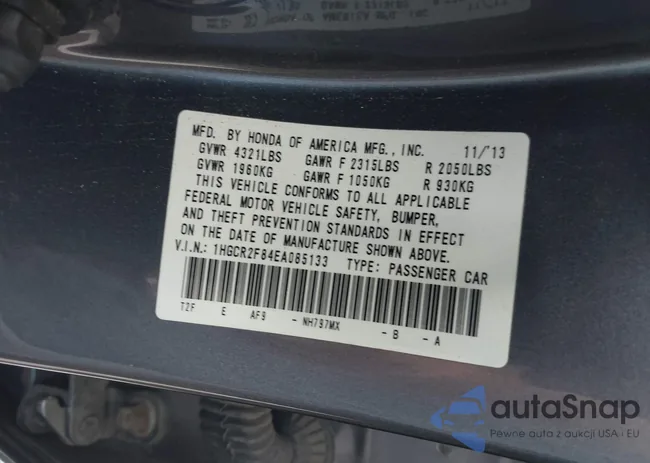 MFD. BY HONDA OF AMERICA MFG., INC. 11/'13
GVWR 4321LBS GAWR F 2315LBS R 2050LBS
GVWR 1960KG GAWR F 1050KG R 930KG
THIS VEHICLE CONFORMS TO ALL APPLICABLE
FEDERAL MOTOR VEHICLE SAFETY, BUMPER,
AND THEFT PREVENTION STANDARDS IN EFFECT
ON THE DATE OF MANUFACTURE SHOWN ABOVE.
V.I.N.: 1HGCR2F84EA085133 TYPE: PASSENGER CAR
T2F E AF9 - NH797MX - B - A
autaSnap
Pewne auta z aukcji USA i EU